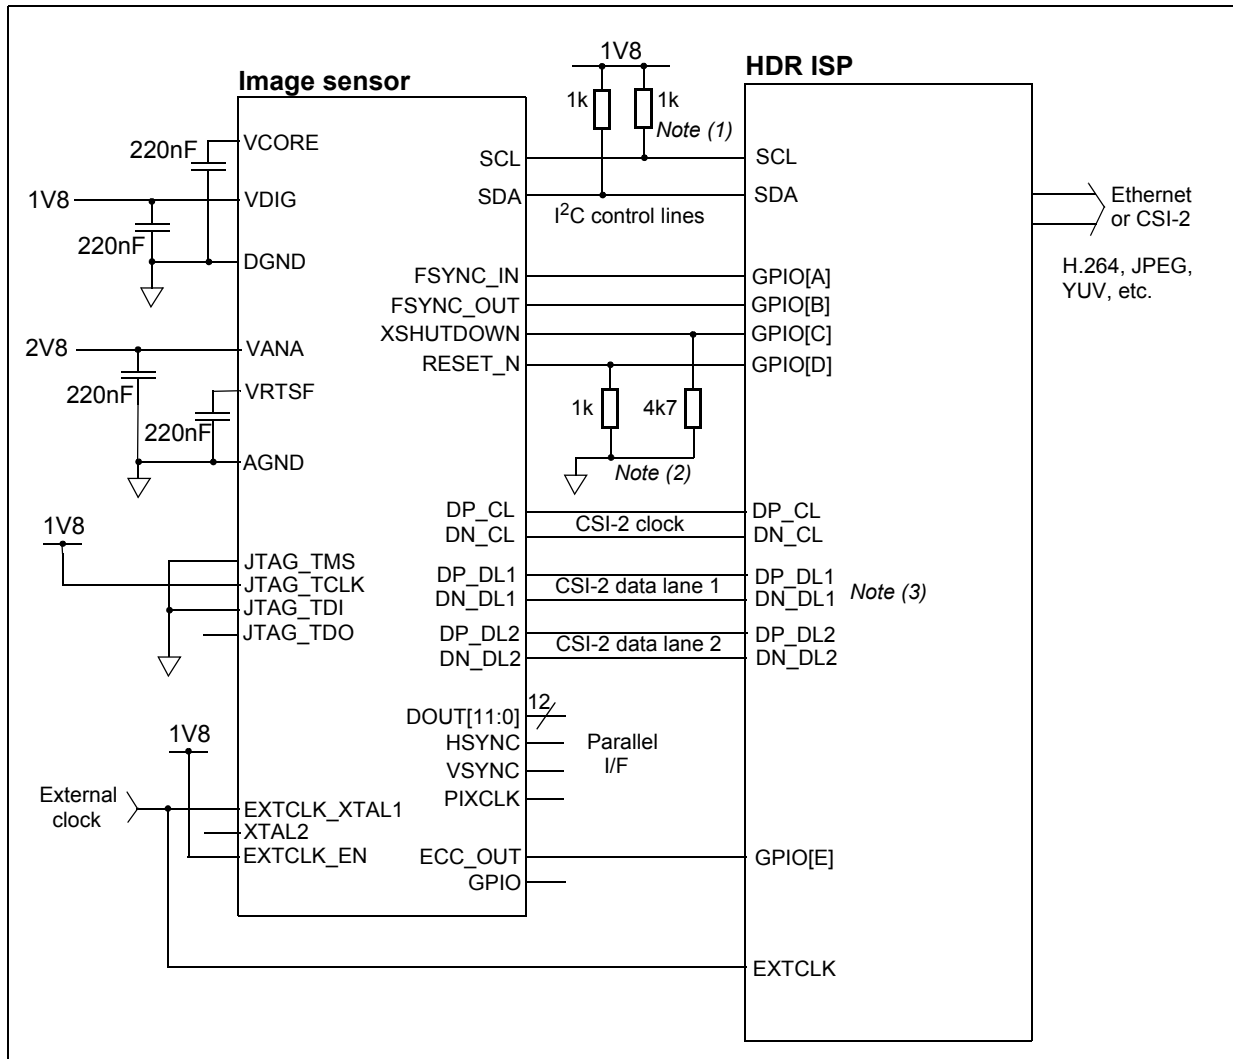 Image sensor
HDR ISP
1V8
1k
1k
Note (1)
220nF
VCORE
1V8
VDIG
220nF
DGND
2V8
VANA
220nF
VRTSF
220nF
AGND
1V8
JTAG_TMS
JTAG_TCLK
JTAG_TDI
JTAG_TDO
1V8
External
clock
EXTCLK_XTAL1
XTAL2
EXTCLK_EN
SCL
SDA
I²C control lines
FSYNC_IN
FSYNC_OUT
XSHUTDOWN
RESET_N
1k
4k7
Note (2)
DP_CL
DN_CL
CSI-2 clock
DP_DL1
DN_DL1
CSI-2 data lane 1
DP_DL2
DN_DL2
CSI-2 data lane 2
DOUT[11:0]
12
HSYNC
VSYNC
PIXCLK
Parallel
I/F
ECC_OUT
GPIO
SCL
SDA
GPIO[A]
GPIO[B]
GPIO[C]
GPIO[D]
DP_CL
DN_CL
DP_DL1
DN_DL1
Note (3)
DP_DL2
DN_DL2
GPIO[E]
EXTCLK
Ethernet
or CSI-2
H.264, JPEG,
YUV, etc.